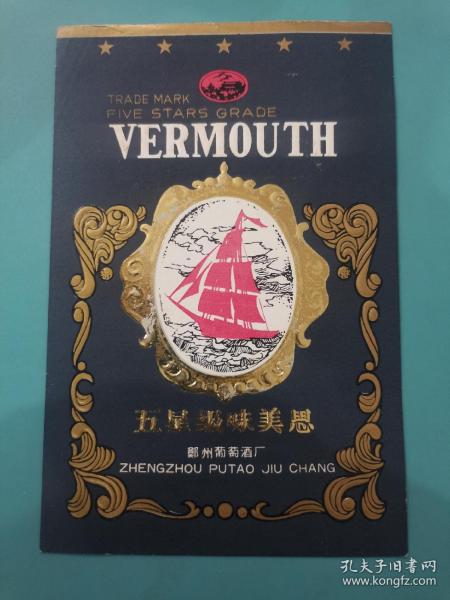 TRADE MARK
FIVE STARS GRADE
VERMOUTH
五星级味美思
郑州葡萄酒厂
ZHENGZHOU PUTAO JIU CHANG
孔夫子旧书网
www.kongfz.com